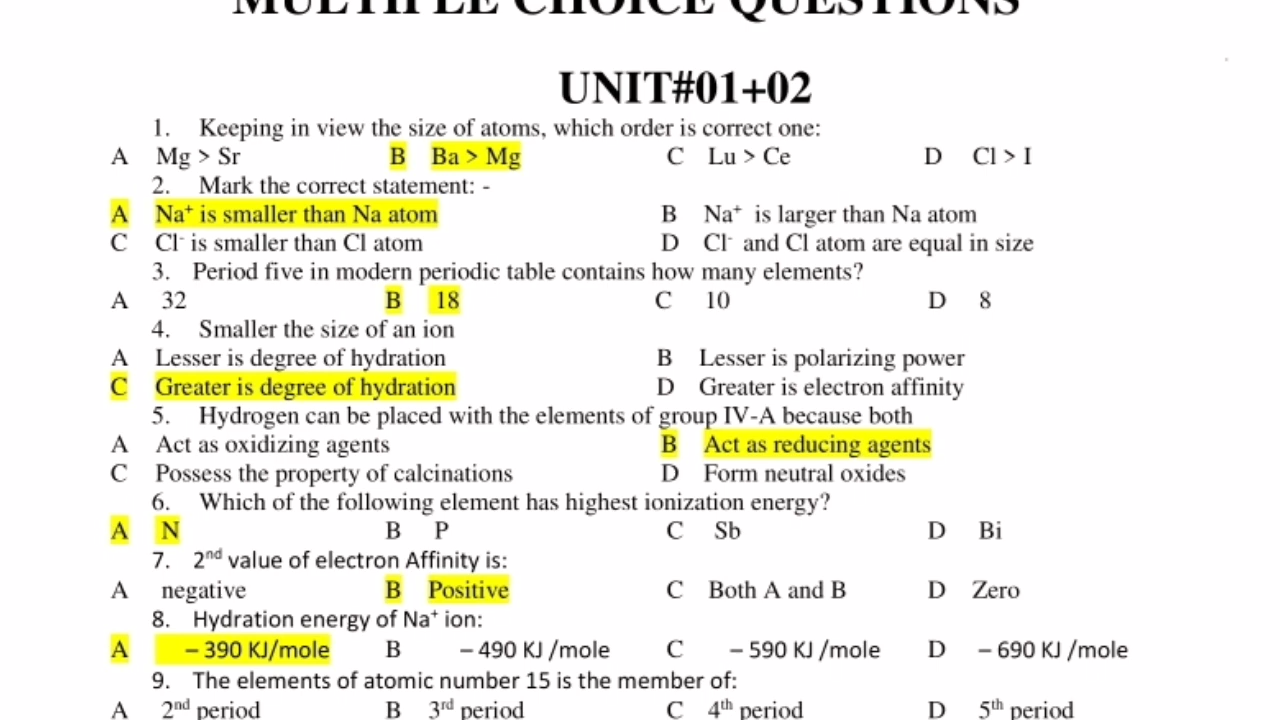 MULTIPLE CHOICE QUESTIONS
UNIT#01+02
1. Keeping in view the size of atoms, which order is correct one:
A Mg > Sr B Ba > Mg C Lu > Ce D Cl > I
2. Mark the correct statement: -
A Na⁺ is smaller than Na atom B Na⁺ is larger than Na atom
C Cl⁻ is smaller than Cl atom D Cl⁻ and Cl atom are equal in size
3. Period five in modern periodic table contains how many elements?
A 32 B 18 C 10 D 8
4. Smaller the size of an ion
A Lesser is degree of hydration B Lesser is polarizing power
C Greater is degree of hydration D Greater is electron affinity
5. Hydrogen can be placed with the elements of group IV-A because both
A Act as oxidizing agents B Act as reducing agents
C Possess the property of calcinations D Form neutral oxides
6. Which of the following element has highest ionization energy?
A N B P C Sb D Bi
7. 2nd value of electron Affinity is:
A negative B Positive C Both A and B D Zero
8. Hydration energy of Na⁺ ion:
A – 390 KJ/mole B – 490 KJ /mole C – 590 KJ /mole D – 690 KJ /mole
9. The elements of atomic number 15 is the member of:
A 2nd period B 3rd period C 4th period D 5th period